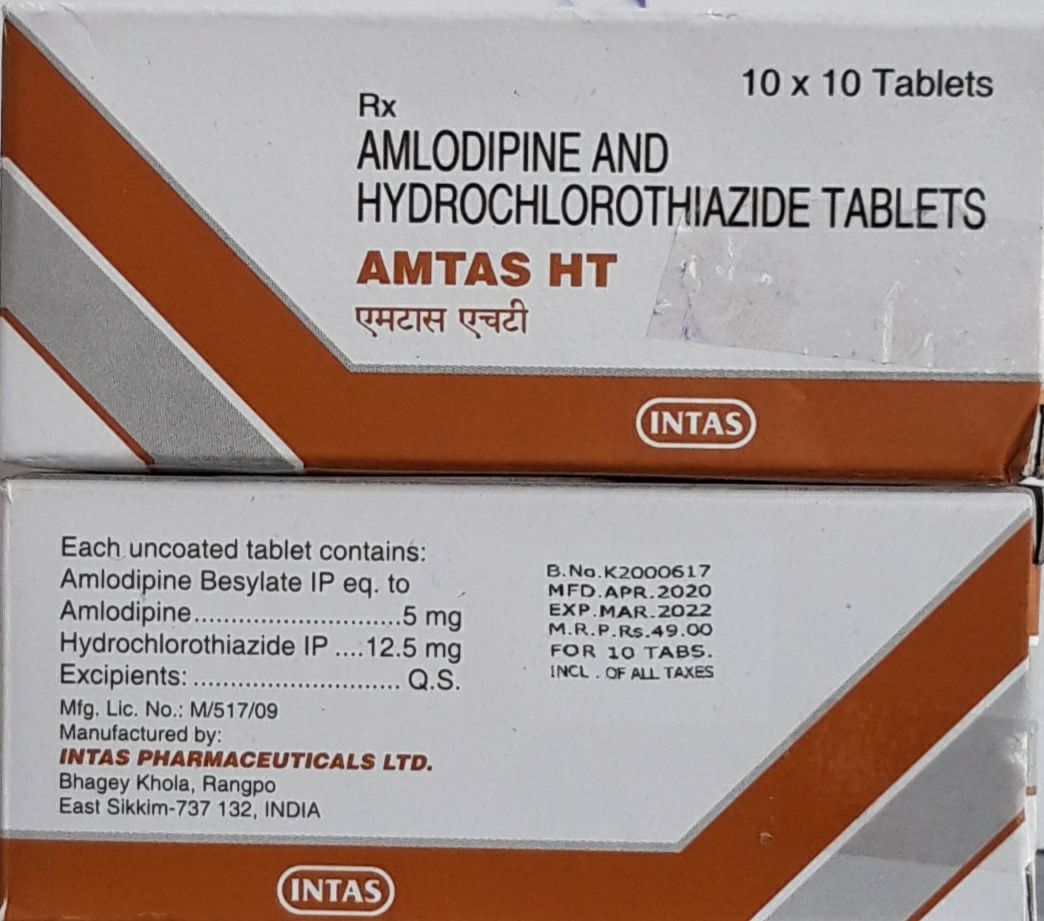 10 x 10 Tablets
Rx
AMLODIPINE AND
HYDROCHLOROTHIAZIDE TABLETS
AMTAS HT
एमटास एचटी
INTAS
Each uncoated tablet contains:
Amlodipine Besylate IP eq. to
Amlodipine............................5 mg
Hydrochlorothiazide IP ....12.5 mg
Excipients: ............................ Q.S.
Mfg. Lic. No.: M/517/09
Manufactured by:
INTAS PHARMACEUTICALS LTD.
Bhagey Khola, Rangpo
East Sikkim-737 132, INDIA
B.No.K2000617
MFD.APR.2020
EXP.MAR.2022
M.R.P.Rs.49.00
FOR 10 TABS.
INCL . OF ALL TAXES
INTAS